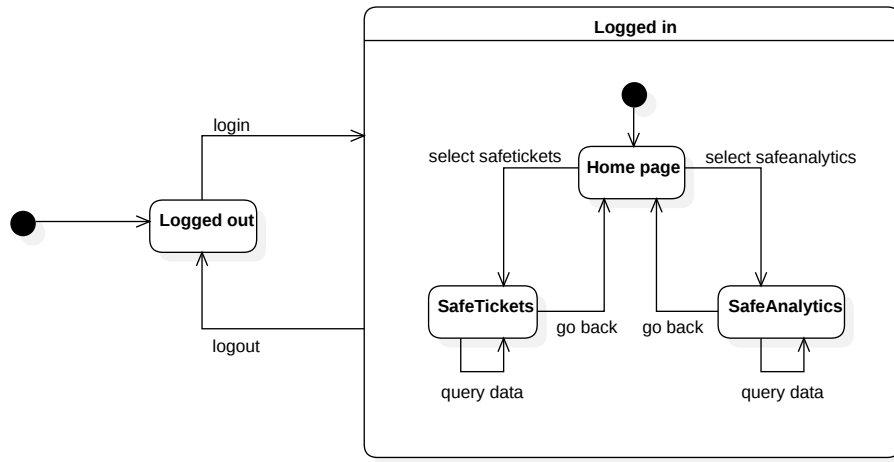 Logged in
login
select safetickets
Home page
select safeanalytics
Logged out
SafeTickets
SafeAnalytics
go back
go back
logout
query data
query data